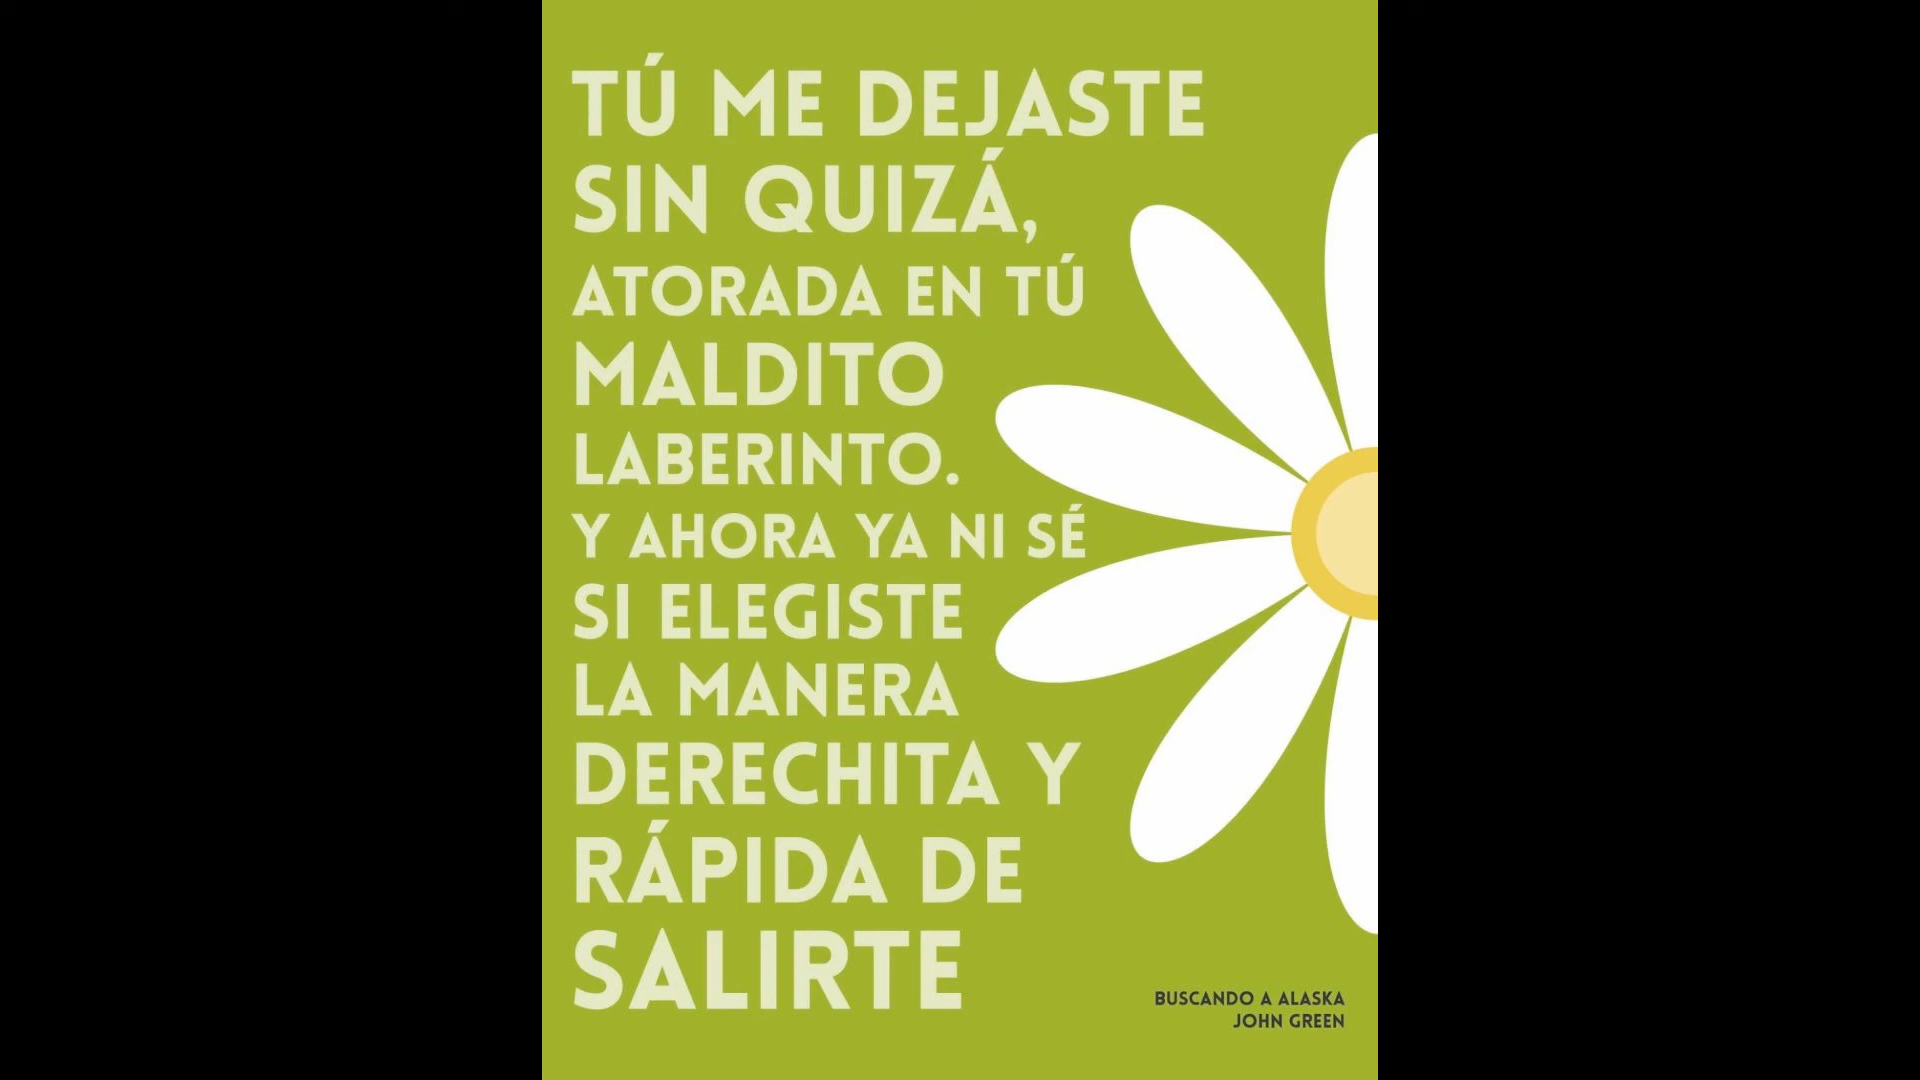 TÚ ME DEJASTE
SIN QUIZÁ,
ATORADA EN TÚ
MALDITO
LABERINTO.
Y AHORA YA NI SÉ
SI ELEGISTE
LA MANERA
DERECHITA Y
RÁPIDA DE
SALIRTE
BUSCANDO A ALASKA
JOHN GREEN